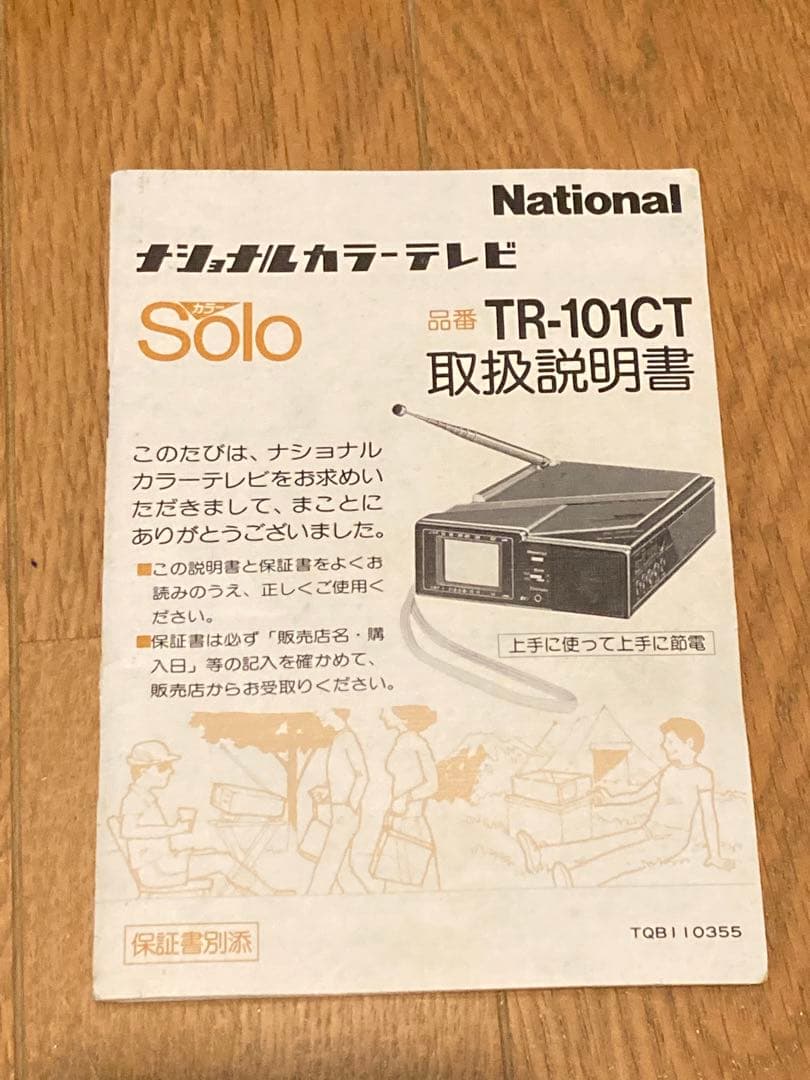 National
ナショナルカラーテレビ
カラー
Solo
品番 TR-101CT
取扱説明書
このたびは、ナショナル
カラーテレビをお求めい
ただきまして、まことに
ありがとうございました。
■この説明書と保証書をよくお
読みのうえ、正しくご使用く
ださい。
■保証書は必ず「販売店名・購
入日」等の記入を確かめて、
販売店からお受取りください。
上手に使って上手に節電
保証書別添
TQB110355